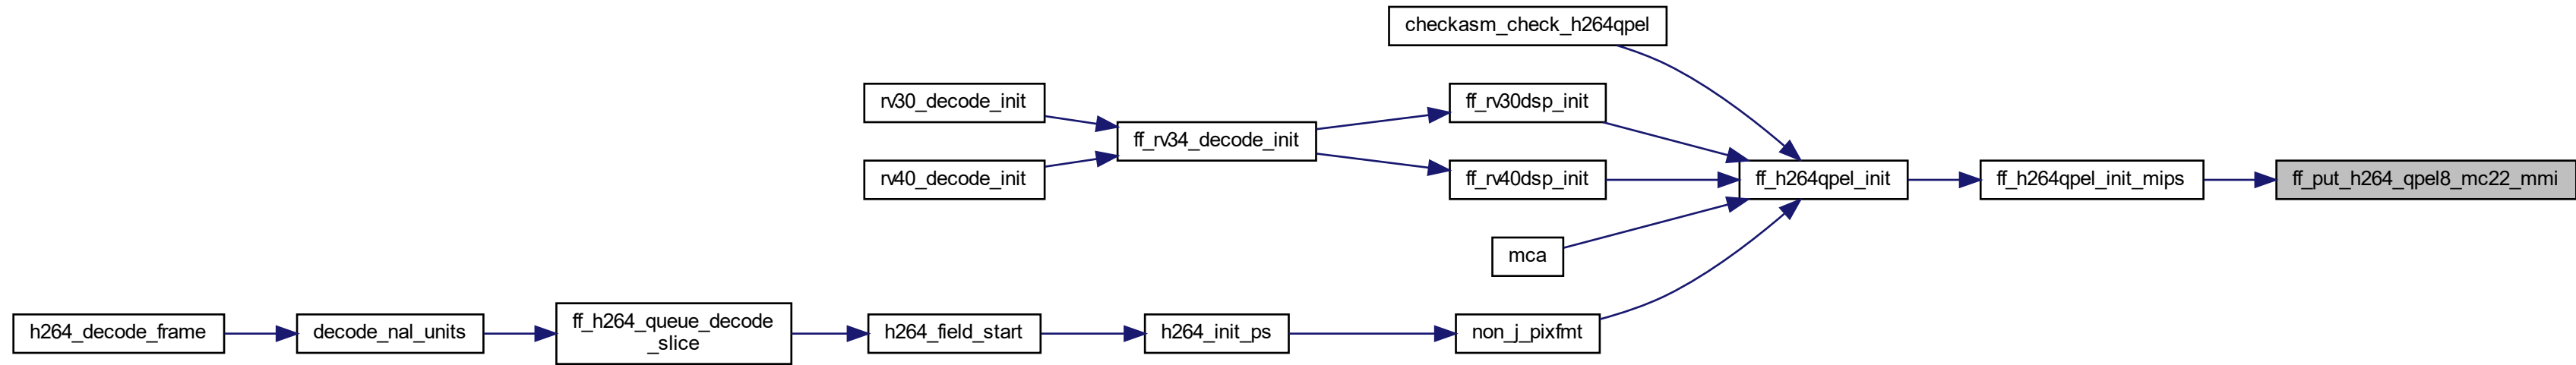 checkasm_check_h264qpel
rv30_decode_init
ff_rv30dsp_init
ff_rv34_decode_init
rv40_decode_init
ff_rv40dsp_init
ff_h264qpel_init
ff_h264qpel_init_mips
ff_put_h264_qpel8_mc22_mmi
mca
h264_decode_frame
decode_nal_units
ff_h264_queue_decode
_slice
h264_field_start
h264_init_ps
non_j_pixfmt